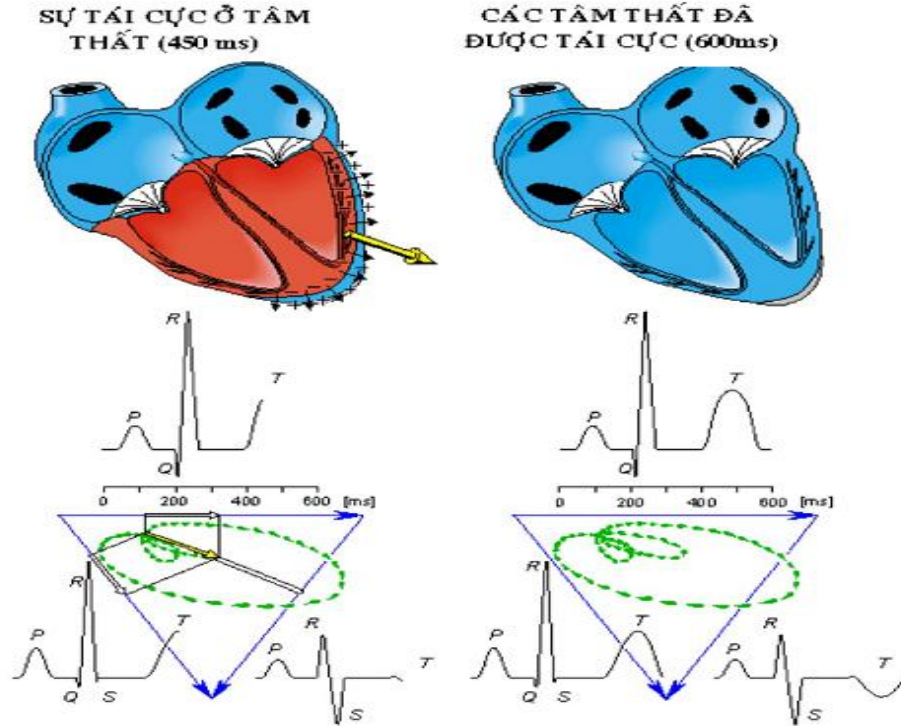 SỰ TÁI CỰC Ở TÂM
THẤT (450 ms)
CÁC TÂM THẤT ĐÃ
ĐƯỢC TÁI CỰC (600ms)
R
T
P
Q
0 200 400 600 [ms]
R
T
P
Q
0 200 400 600 [ms]
R
P
T
Q S
R
P
T
S
R
P
T
Q S
R
P
T
S